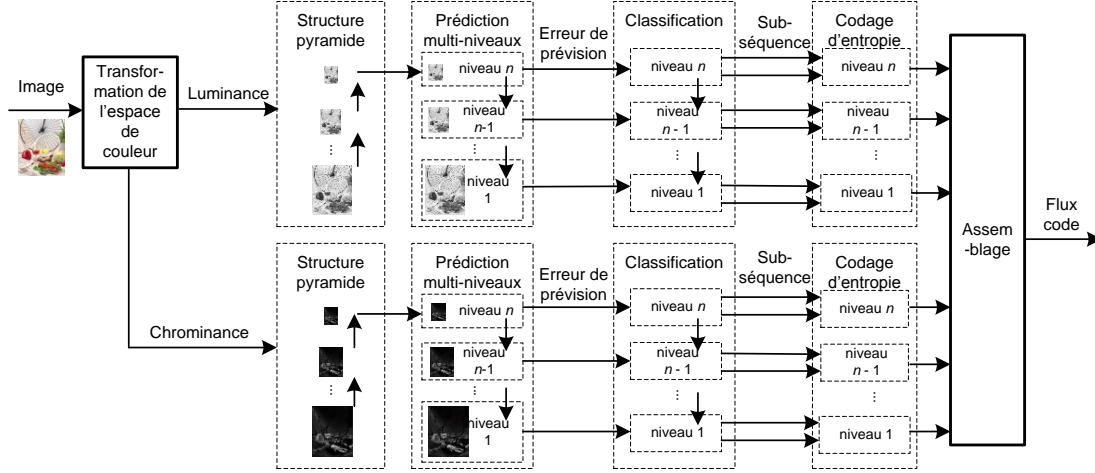 Image
Transfor-
mation de
l'espace
de
couleur
Luminance
Chrominance
Structure
pyramide
Prédiction
multi-niveaux
niveau n
niveau
n-1
⋮
niveau
1
Erreur de
prévision
Classification
niveau n
niveau
n - 1
⋮
niveau 1
Sub-
séquence
Codage
d'entropie
niveau n
niveau
n - 1
⋮
niveau 1
Structure
pyramide
⋮
Prédiction
multi-niveaux
niveau n
niveau
n-1
⋮
niveau
1
Erreur de
prévision
Classification
niveau n
niveau
n - 1
⋮
niveau 1
Sub-
séquence
Codage
d'entropie
niveau n
niveau
n - 1
⋮
niveau 1
Assem
-blage
Flux
code